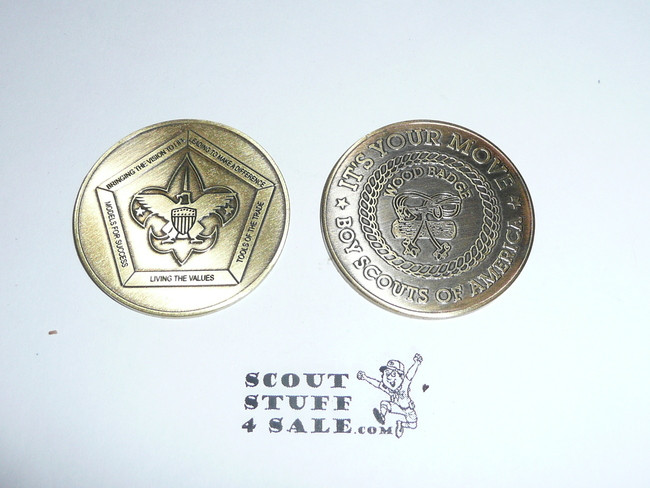 BRINGING THE VISION TO LIFE
LEADING TO MAKE A DIFFERENCE
TOOLS OF THE TRADE
LIVING THE VALUES
MODELS FOR SUCCESS
★ IT'S YOUR MOVE ★
WOOD BADGE
BOY SCOUTS OF AMERICA
SCOUT
STUFF
4 SALE.COM